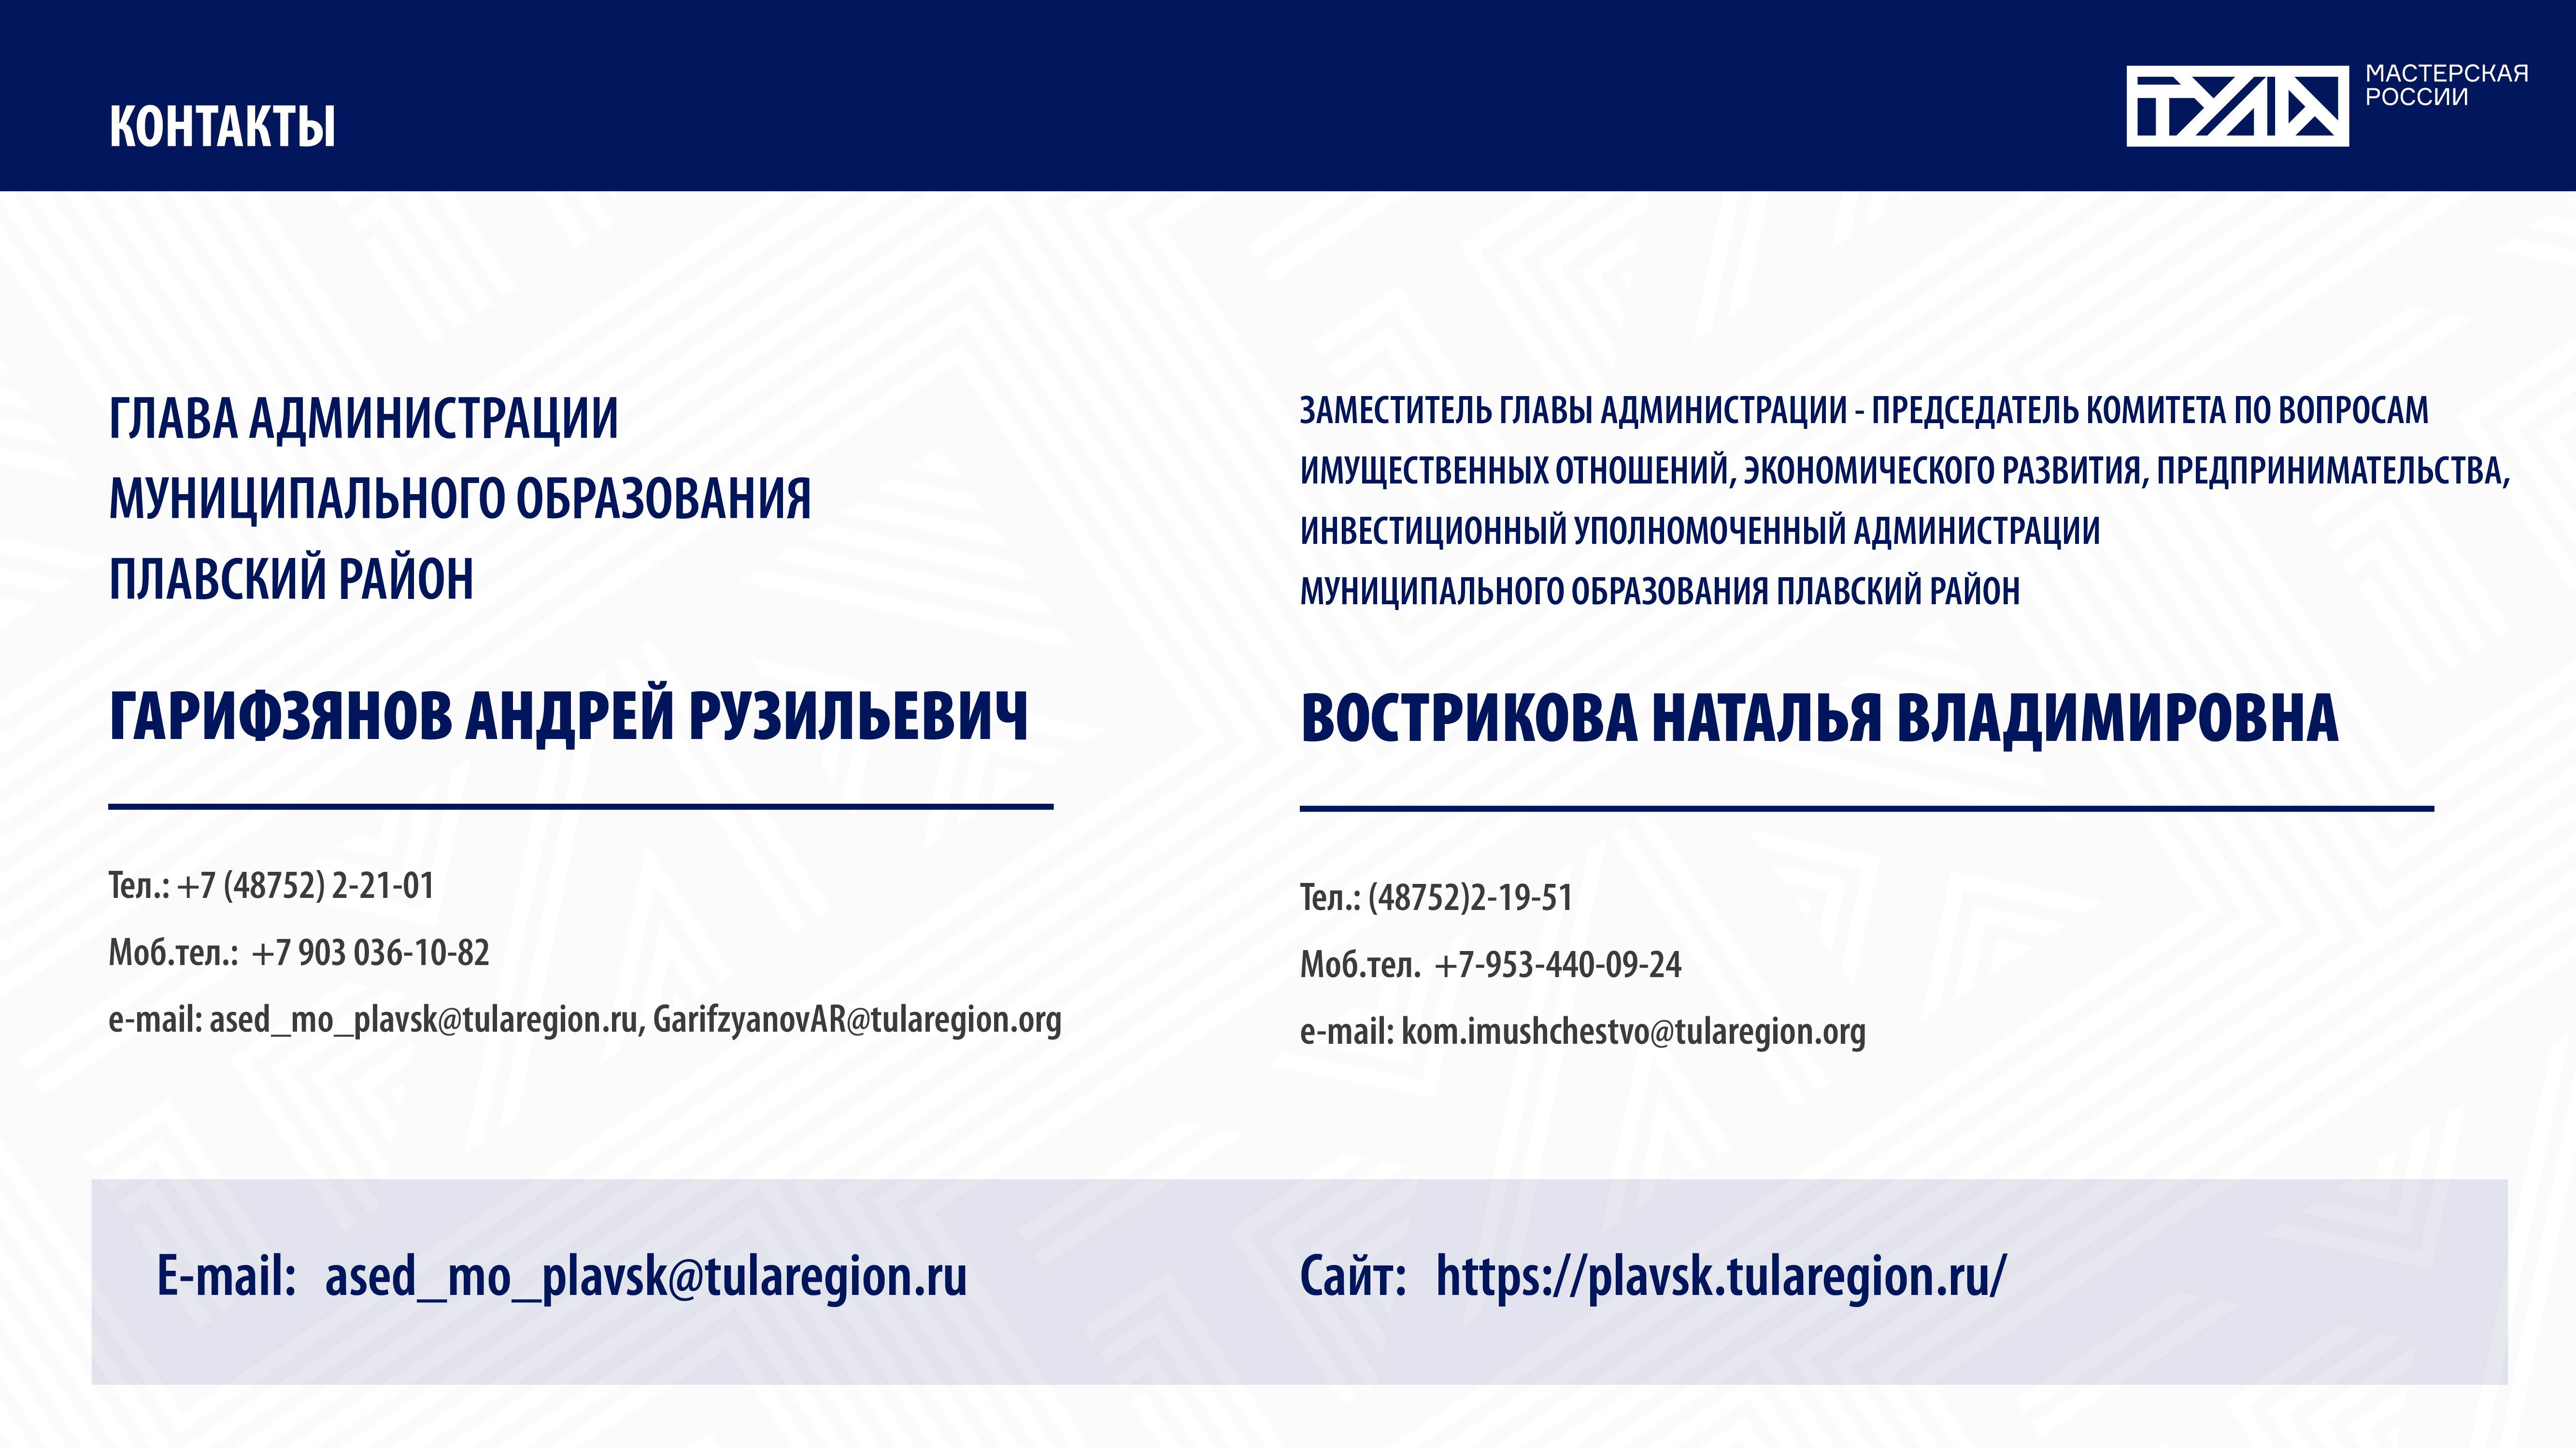 КОНТАКТЫ
ТУЛА
МАСТЕРСКАЯ
РОССИИ
ГЛАВА АДМИНИСТРАЦИИ
МУНИЦИПАЛЬНОГО ОБРАЗОВАНИЯ
ПЛАВСКИЙ РАЙОН
ГАРИФЗЯНОВ АНДРЕЙ РУЗИЛЬЕВИЧ
Тел.: +7 (48752) 2-21-01
Моб.тел.: +7 903 036-10-82
e-mail: ased_mo_plavsk@tularegion.ru, GarifzyanovAR@tularegion.org
ЗАМЕСТИТЕЛЬ ГЛАВЫ АДМИНИСТРАЦИИ - ПРЕДСЕДАТЕЛЬ КОМИТЕТА ПО ВОПРОСАМ
ИМУЩЕСТВЕННЫХ ОТНОШЕНИЙ, ЭКОНОМИЧЕСКОГО РАЗВИТИЯ, ПРЕДПРИНИМАТЕЛЬСТВА,
ИНВЕСТИЦИОННЫЙ УПОЛНОМОЧЕННЫЙ АДМИНИСТРАЦИИ
МУНИЦИПАЛЬНОГО ОБРАЗОВАНИЯ ПЛАВСКИЙ РАЙОН
ВОСТРИКОВА НАТАЛЬЯ ВЛАДИМИРОВНА
Тел.: (48752)2-19-51
Моб.тел. +7-953-440-09-24
e-mail: kom.imushchestvo@tularegion.org
E-mail: ased_mo_plavsk@tularegion.ru
Сайт: https://plavsk.tularegion.ru/